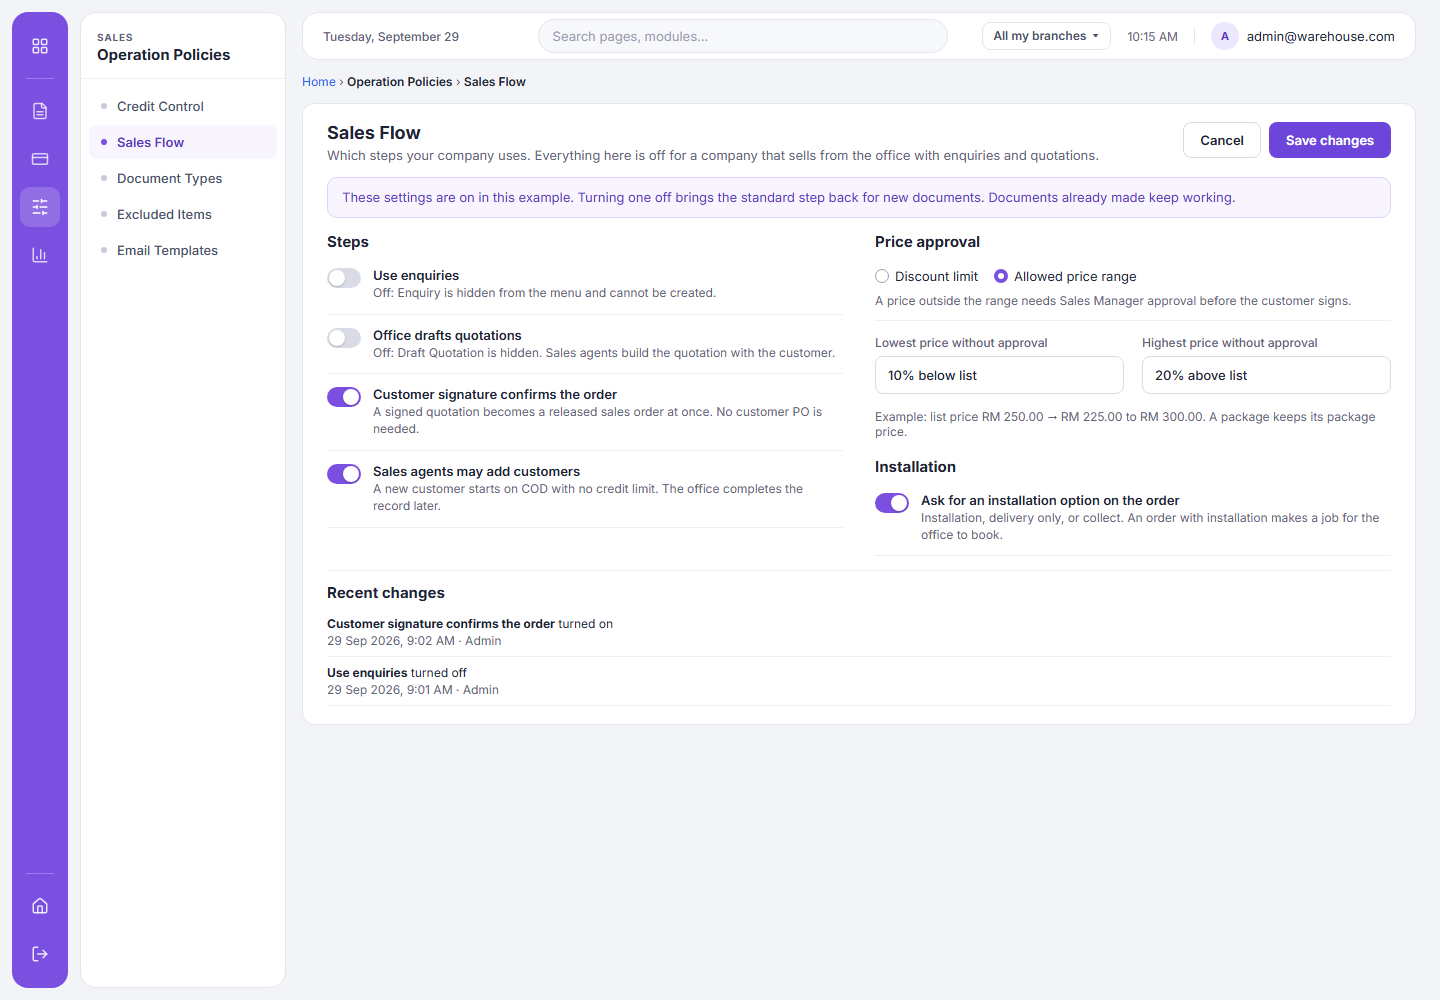 SALES
Operation Policies
Credit Control
Sales Flow
Document Types
Excluded Items
Email Templates
Tuesday, September 29
Search pages, modules...
All my branches
10:15 AM
A
admin@warehouse.com
Home › Operation Policies › Sales Flow
Sales Flow
Which steps your company uses. Everything here is off for a company that sells from the office with enquiries and quotations.
Cancel
Save changes
These settings are on in this example. Turning one off brings the standard step back for new documents. Documents already made keep working.
Steps
Use enquiries
Off: Enquiry is hidden from the menu and cannot be created.
Office drafts quotations
Off: Draft Quotation is hidden. Sales agents build the quotation with the customer.
Customer signature confirms the order
A signed quotation becomes a released sales order at once. No customer PO is
needed.
Sales agents may add customers
A new customer starts on COD with no credit limit. The office completes the
record later.
Price approval
Discount limit
Allowed price range
A price outside the range needs Sales Manager approval before the customer signs.
Lowest price without approval
Highest price without approval
10% below list
20% above list
Example: list price RM 250.00 → RM 225.00 to RM 300.00. A package keeps its package
price.
Installation
Ask for an installation option on the order
Installation, delivery only, or collect. An order with installation makes a job for the
office to book.
Recent changes
Customer signature confirms the order turned on
29 Sep 2026, 9:02 AM · Admin
Use enquiries turned off
29 Sep 2026, 9:01 AM · Admin